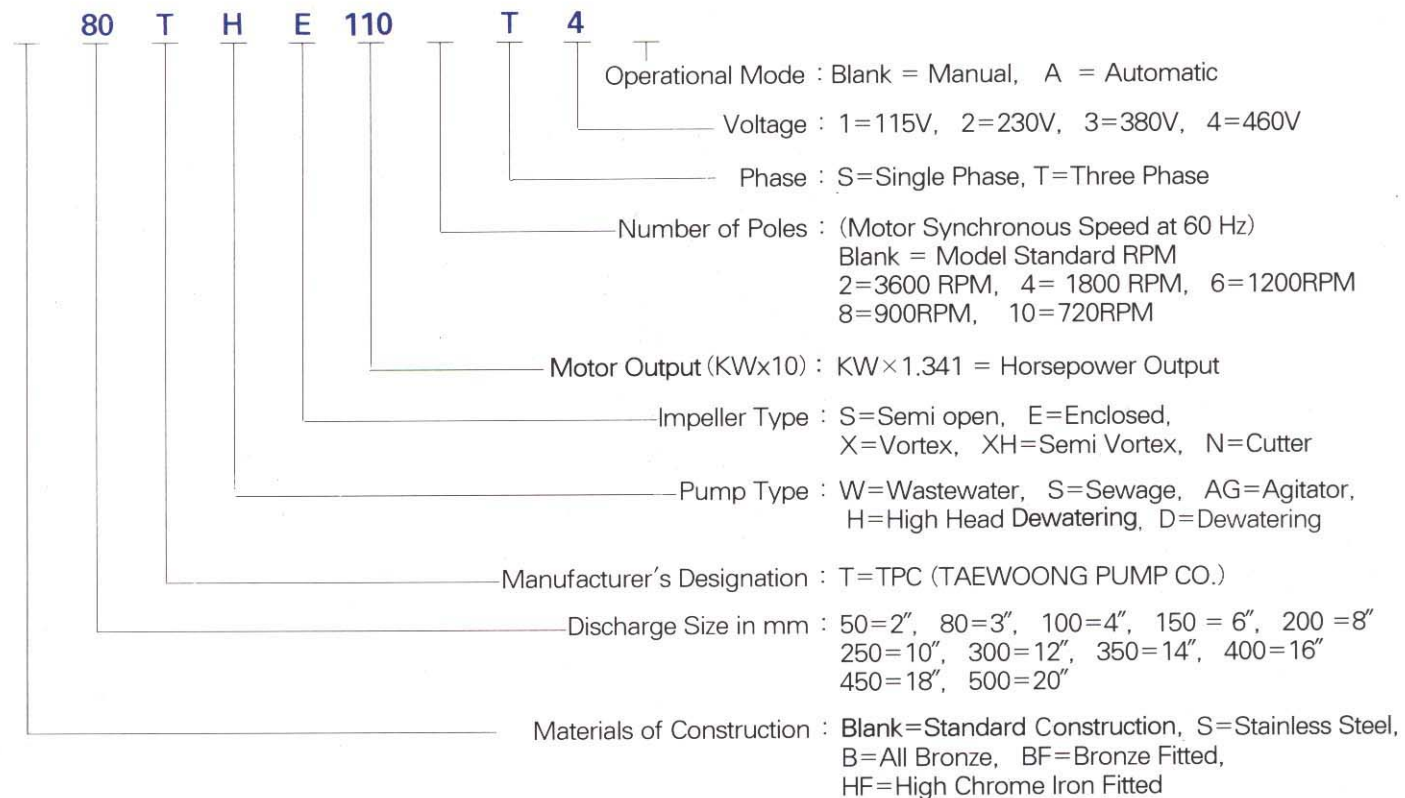 80 T H E 110 T 4
Operational Mode : Blank = Manual, A = Automatic
Voltage : 1=115V, 2=230V, 3=380V, 4=460V
Phase : S=Single Phase, T=Three Phase
Number of Poles : (Motor Synchronous Speed at 60 Hz)
Blank = Model Standard RPM
2=3600 RPM, 4= 1800 RPM, 6=1200RPM
8=900RPM, 10=720RPM
Motor Output (KWx10) : KW×1.341 = Horsepower Output
Impeller Type : S=Semi open, E=Enclosed,
X=Vortex, XH=Semi Vortex, N=Cutter
Pump Type : W=Wastewater, S=Sewage, AG=Agitator,
H=High Head Dewatering, D=Dewatering
Manufacturer's Designation : T=TPC (TAEWOONG PUMP CO.)
Discharge Size in mm : 50=2″, 80=3″, 100=4″, 150 = 6″, 200 =8″
250=10″, 300=12″, 350=14″, 400=16″
450=18″, 500=20″
Materials of Construction : Blank=Standard Construction, S=Stainless Steel,
B=All Bronze, BF=Bronze Fitted,
HF=High Chrome Iron Fitted